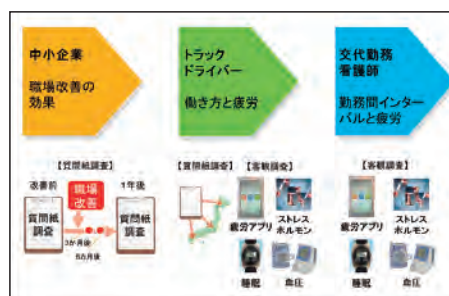 中小企業
職場改善の
効果
トラック
ドライバー
働き方と疲労
交代勤務
看護師
勤務間インター
バルと疲労
【質問紙調査】
改善前
職場
改善
1年後
質問紙
調査
質問紙
調査
3か月後
6カ月後
【質問紙調査】
【客観調査】
疲労アプリ
ストレス
ホルモン
睡眠
血圧
【客観調査】
疲労アプリ
ストレス
ホルモン
睡眠
血圧